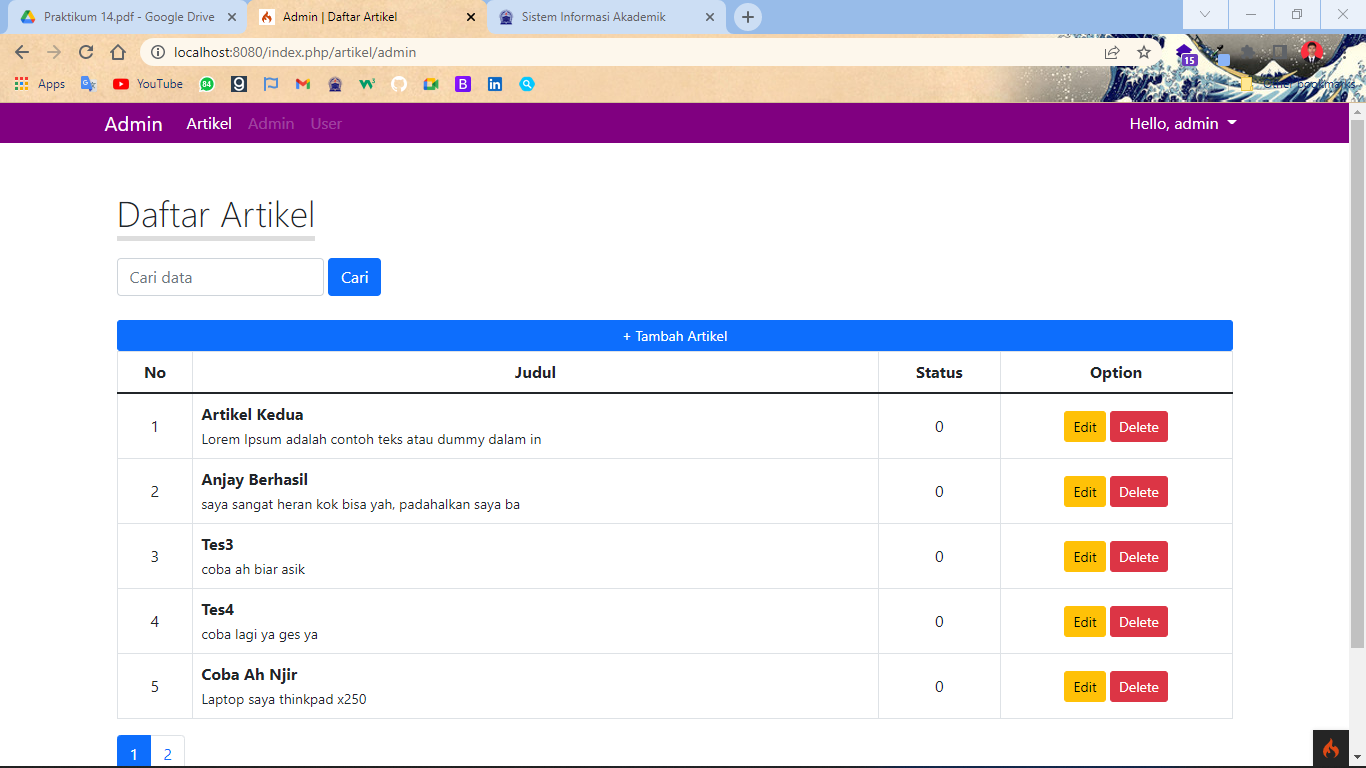 Praktikum 14.pdf - Google Drive
Admin | Daftar Artikel
Sistem Informasi Akademik
localhost:8080/index.php/artikel/admin
15
Apps
YouTube
84
Other bookmarks
Admin Artikel Admin User Hello, admin
Daftar Artikel
Cari data Cari
+ Tambah Artikel
No Judul Status Option
1 Artikel Kedua 0 Edit Delete
Lorem Ipsum adalah contoh teks atau dummy dalam in
2 Anjay Berhasil 0 Edit Delete
saya sangat heran kok bisa yah, padahalkan saya ba
3 Tes3 0 Edit Delete
coba ah biar asik
4 Tes4 0 Edit Delete
coba lagi ya ges ya
5 Coba Ah Njir 0 Edit Delete
Laptop saya thinkpad x250
1 2